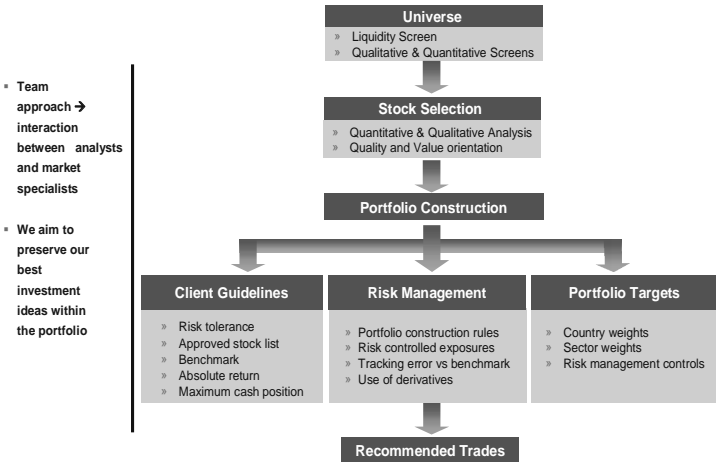 Universe
» Liquidity Screen
» Qualitative & Quantitative Screens
▪ Team
approach →
interaction
between analysts
and market
specialists
▪ We aim to
preserve our
best
investment
ideas within
the portfolio
Stock Selection
» Quantitative & Qualitative Analysis
» Quality and Value orientation
Portfolio Construction
Client Guidelines
» Risk tolerance
» Approved stock list
» Benchmark
» Absolute return
» Maximum cash position
Risk Management
» Portfolio construction rules
» Risk controlled exposures
» Tracking error vs benchmark
» Use of derivatives
Portfolio Targets
» Country weights
» Sector weights
» Risk management controls
Recommended Trades